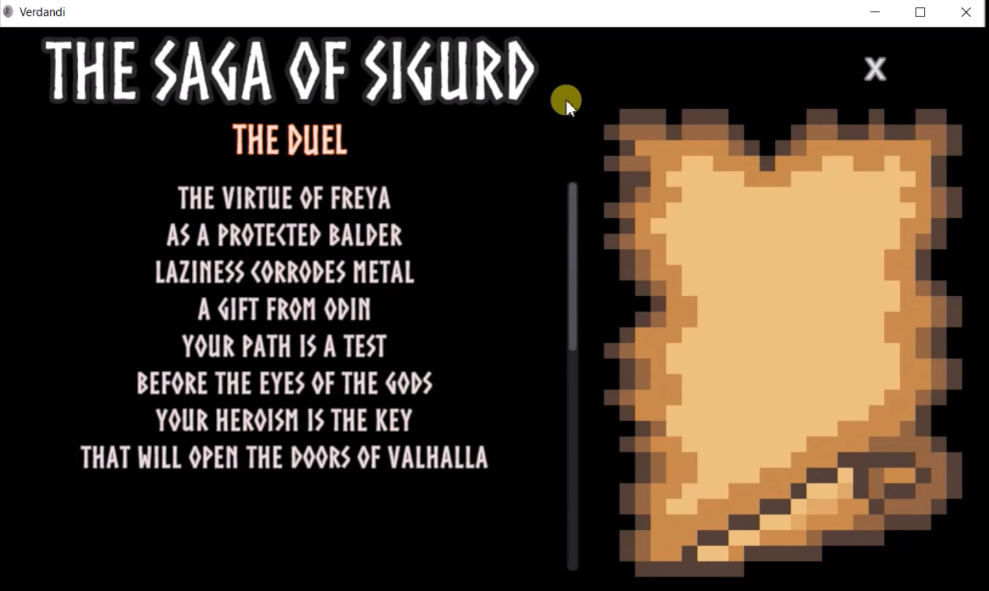 Verdandi
THE SAGA OF SIGURD
X
THE DUEL
THE VIRTUE OF FREYA
AS A PROTECTED BALDER
LAZINESS CORRODES METAL
A GIFT FROM ODIN
YOUR PATH IS A TEST
BEFORE THE EYES OF THE GODS
YOUR HEROISM IS THE KEY
THAT WILL OPEN THE DOORS OF VALHALLA